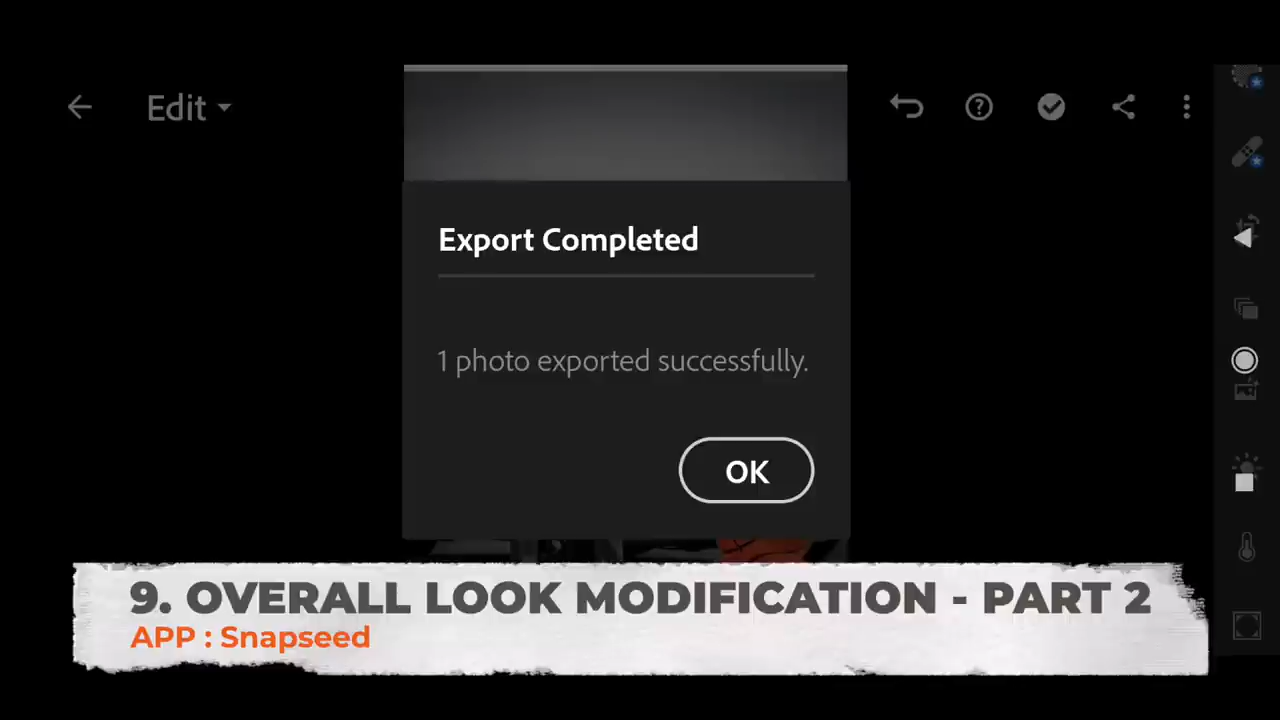 Edit
Export Completed
1 photo exported successfully.
OK
9. OVERALL LOOK MODIFICATION - PART 2
APP : Snapseed